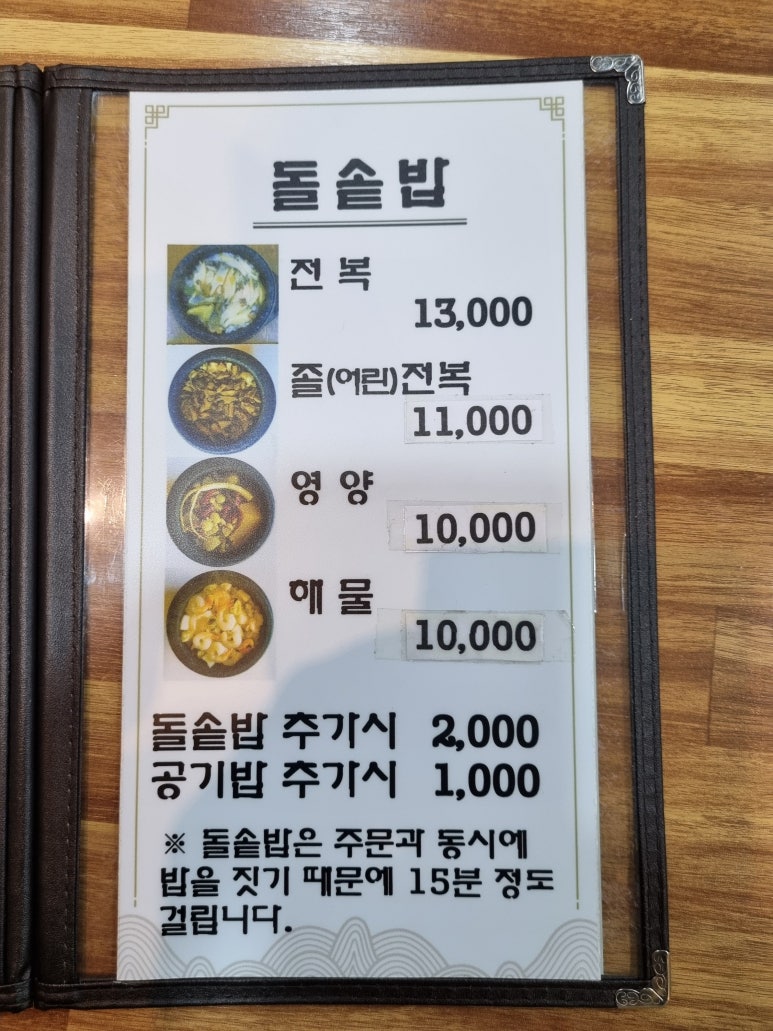 돌솥밥
전복
13,000
졸(어린)전복
11,000
영양
10,000
해물
10,000
돌솥밥 추가시 2,000
공기밥 추가시 1,000
※ 돌솥밥은 주문과 동시에
밥을 짓기 때문에 15분 정도
걸립니다.